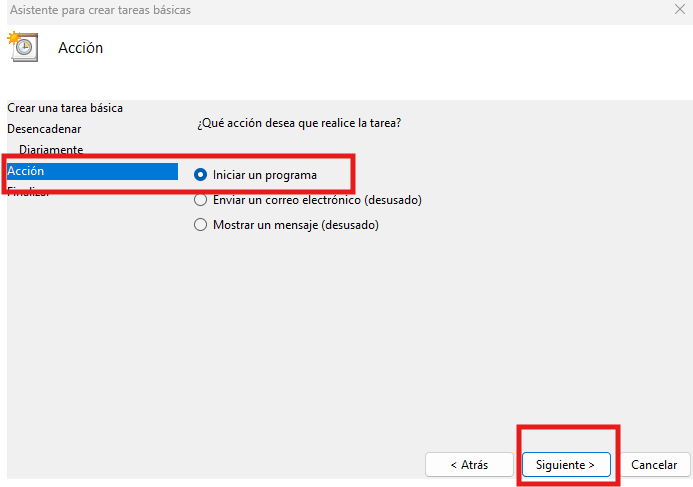 Asistente para crear tareas básicas
Acción
Crear una tarea básica
Desencadenar
Diariamente
Acción
Finalizar
¿Qué acción desea que realice la tarea?
Iniciar un programa
Enviar un correo electrónico (desusado)
Mostrar un mensaje (desusado)
< Atrás
Siguiente >
Cancelar